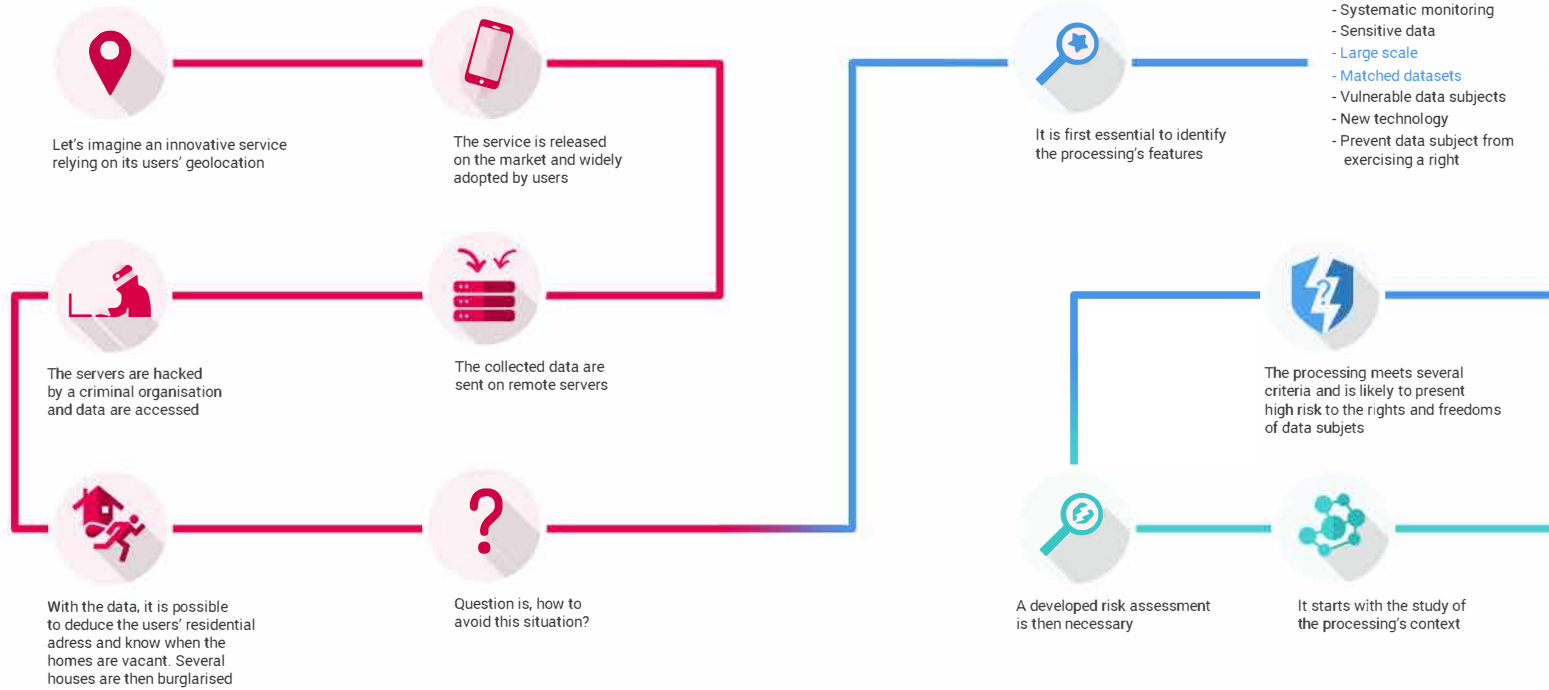 Let's imagine an innovative service
relying on its users' geolocation
The service is released
on the market and widely
adopted by users
The collected data are
sent on remote servers
The servers are hacked
by a criminal organisation
and data are accessed
With the data, it is possible
to deduce the users' residential
adress and know when the
homes are vacant. Several
houses are then burglarised
?
Question is, how to
avoid this situation?
It is first essential to identify
the processing's features
- Systematic monitoring
- Sensitive data
- Large scale
- Matched datasets
- Vulnerable data subjects
- New technology
- Prevent data subject from
exercising a right
?
The processing meets several
criteria and is likely to present
high risk to the rights and freedoms
of data subjets
A developed risk assessment
is then necessary
It starts with the study of
the processing's context